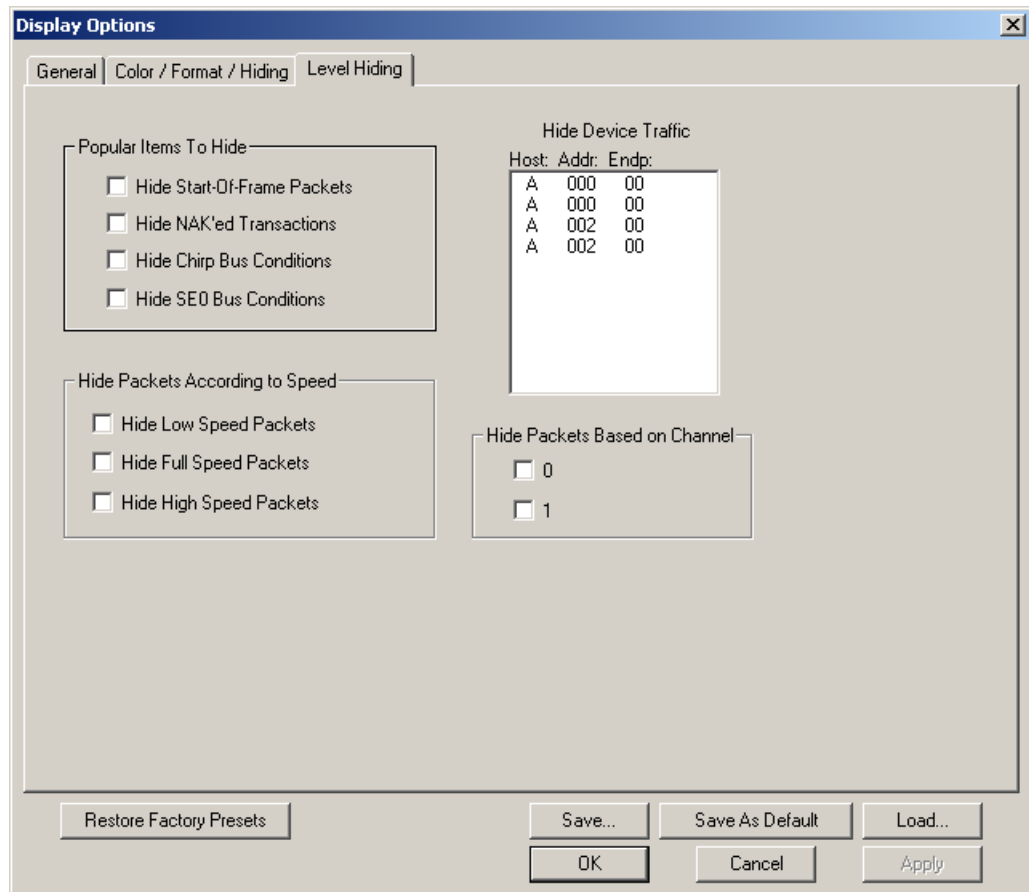 Display Options
General
Color / Format / Hiding
Level Hiding
Popular Items To Hide
Hide Start-Of-Frame Packets
Hide NAK'ed Transactions
Hide Chirp Bus Conditions
Hide SE0 Bus Conditions
Hide Device Traffic
Host: Addr: Endp:
A 000 00
A 000 00
A 002 00
A 002 00
Hide Packets According to Speed
Hide Low Speed Packets
Hide Full Speed Packets
Hide High Speed Packets
Hide Packets Based on Channel
0
1
Restore Factory Presets
Save...
Save As Default
Load...
OK
Cancel
Apply